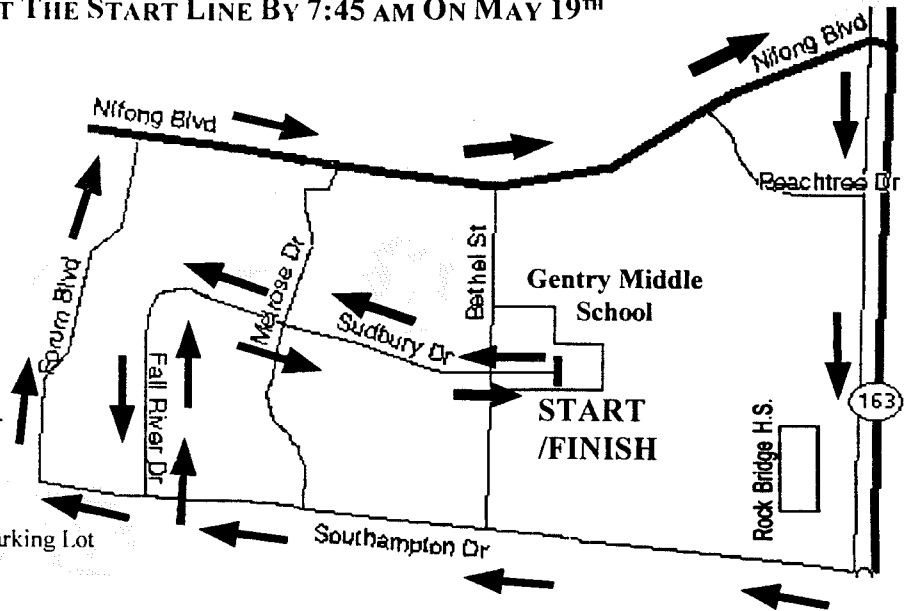 T THE START LINE BY 7:45 AM ON MAY 19TH
Nifong Blvd
Nifong Blvd
Peachtree Dr
Bethel St
Gentry Middle
School
Melrose Dr
Forum Blvd
Sudbury Dr
Fall River Dr
START
/FINISH
163
Rock Bridge H.S.
Southampton Dr
rking Lot